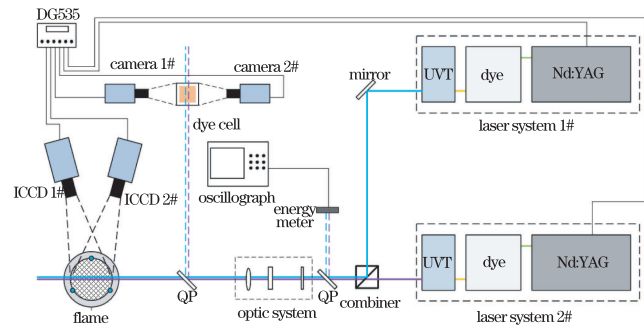 DG535
camera 1#
camera 2#
dye cell
ICCD 1#
ICCD 2#
oscillograph
energy
meter
mirror
UVT
dye
Nd:YAG
laser system 1#
UVT
dye
Nd:YAG
laser system 2#
QP
optic system
QP
combiner
flame